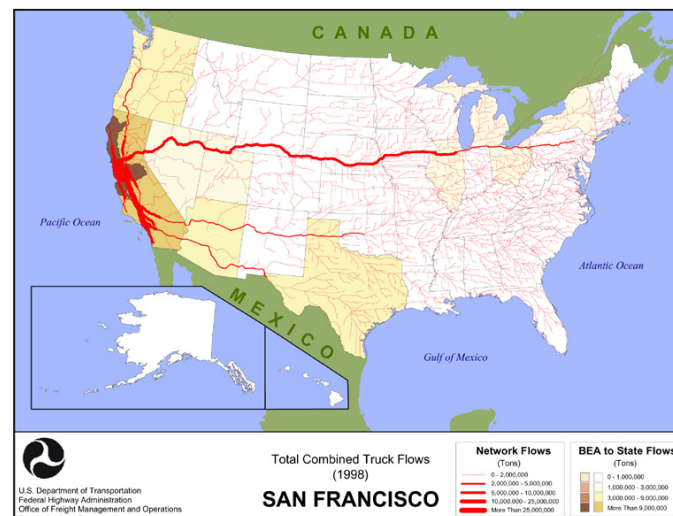 CANADA
Pacific Ocean
Atlantic Ocean
MEXICO
Gulf of Mexico
U.S. Department of Transportation
Federal Highway Administration
Office of Freight Management and Operations
Total Combined Truck Flows
(1998)
SAN FRANCISCO
Network Flows
(Tons)
0 - 2,000,000
2,000,000 - 5,000,000
5,000,000 - 10,000,000
10,000,000 - 25,000,000
More Than 25,000,000
BEA to State Flows
(Tons)
0 - 1,000,000
1,000,000 - 3,000,000
3,000,000 - 9,000,000
More Than 9,000,000